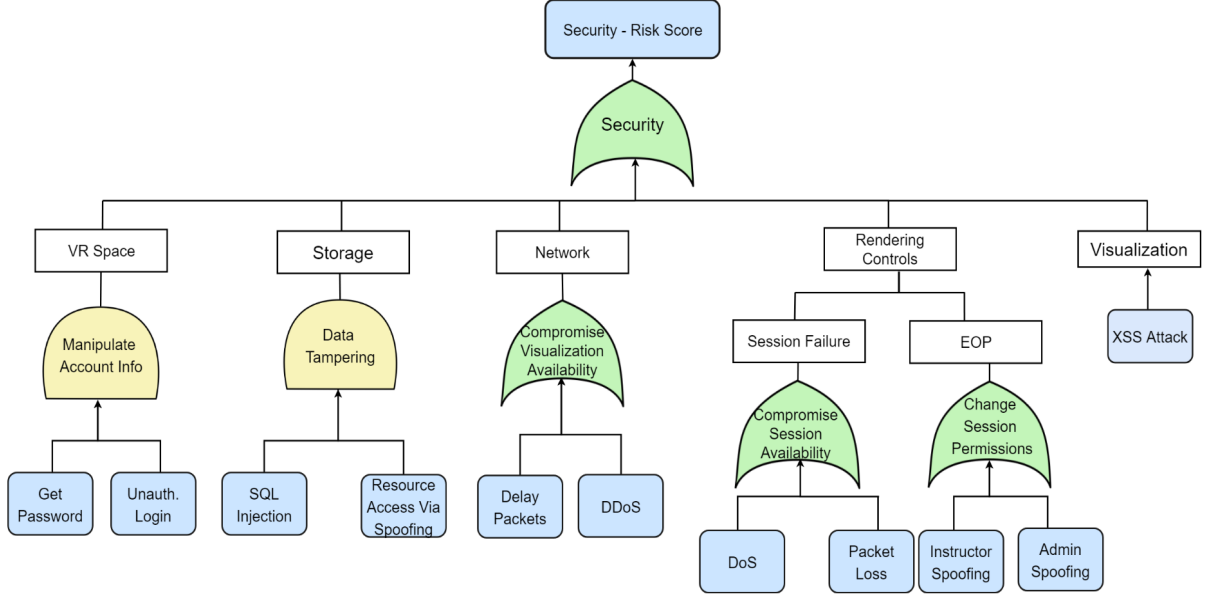 Security - Risk Score
Security
VR Space
Storage
Network
Rendering
Controls
Visualization
Manipulate
Account Info
Data
Tampering
Compromise
Visualization
Availability
Session Failure
EOP
XSS Attack
Compromise
Session
Availability
Change
Session
Permissions
Get
Password
Unauth.
Login
SQL
Injection
Resource
Access Via
Spoofing
Delay
Packets
DDoS
DoS
Packet
Loss
Instructor
Spoofing
Admin
Spoofing